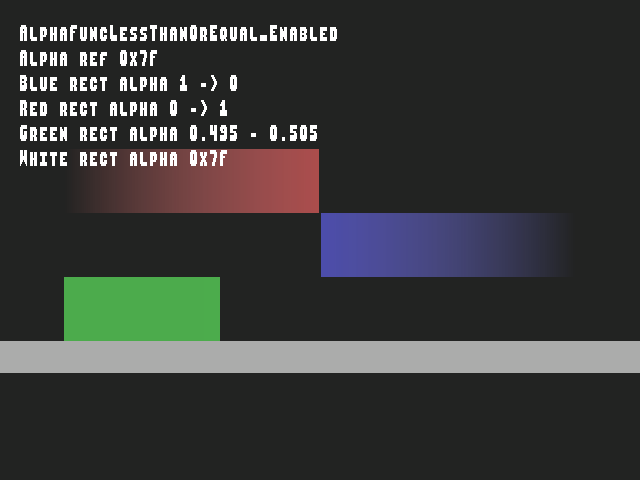 AlphaFuncLessThanOrEqual_Enabled
Alpha ref 0x7f
Blue rect alpha 1 -> 0
Red rect alpha 0 -> 1
Green rect alpha 0.495 - 0.505
White rect alpha 0x7f